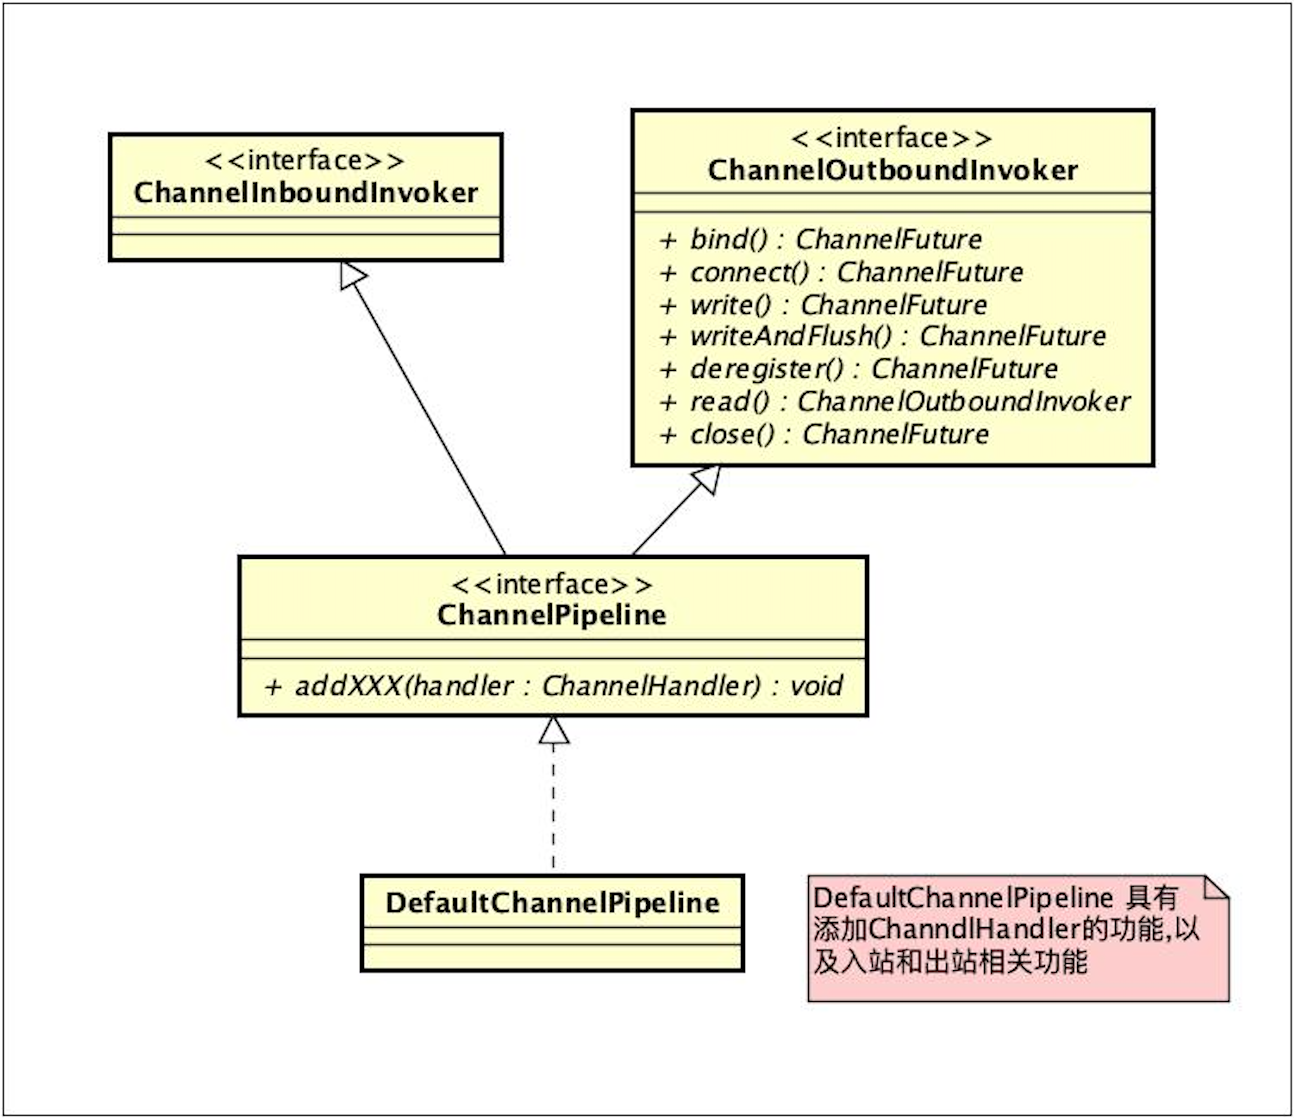 <<interface>>
ChannelInboundInvoker
<<interface>>
ChannelOutboundInvoker
+ bind() : ChannelFuture
+ connect() : ChannelFuture
+ write() : ChannelFuture
+ writeAndFlush() : ChannelFuture
+ deregister() : ChannelFuture
+ read() : ChannelOutboundInvoker
+ close() : ChannelFuture
<<interface>>
ChannelPipeline
+ addXXX(handler : ChannelHandler) : void
DefaultChannelPipeline
DefaultChannelPipeline 具有
添加ChanndlHandler的功能,以
及入站和出站相关功能